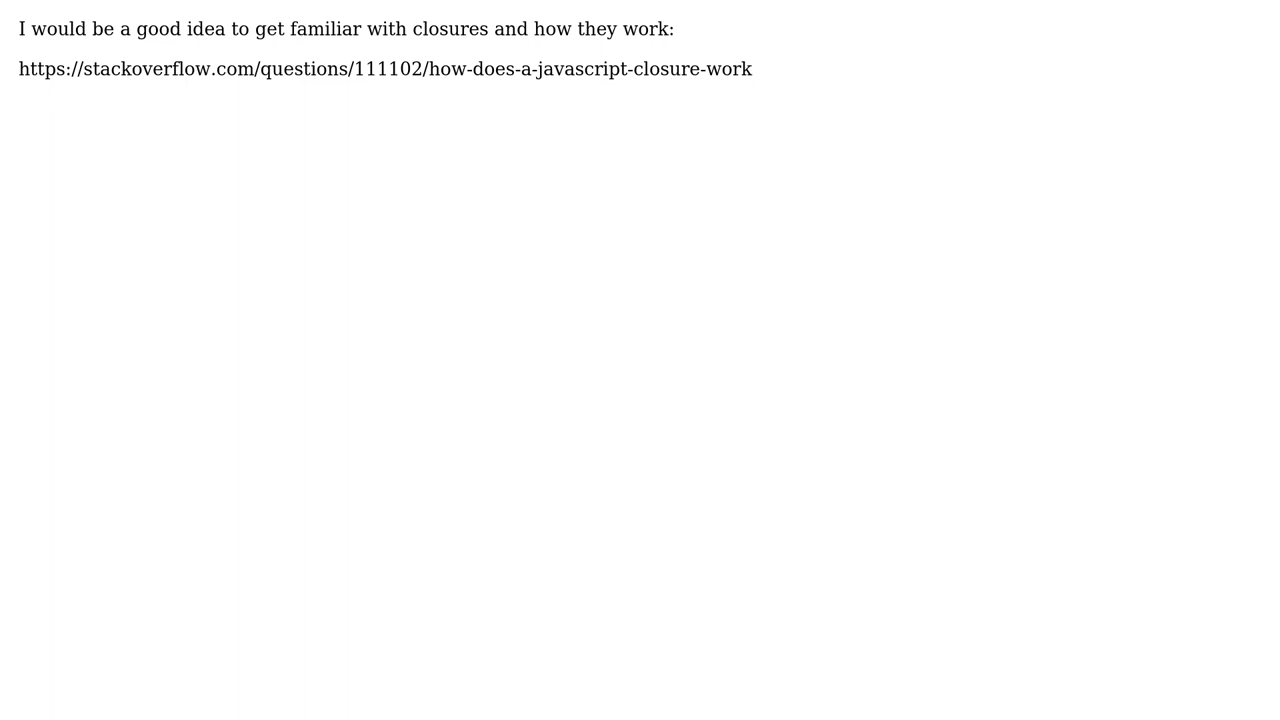 I would be a good idea to get familiar with closures and how they work:
https://stackoverflow.com/questions/111102/how-does-a-javascript-closure-work